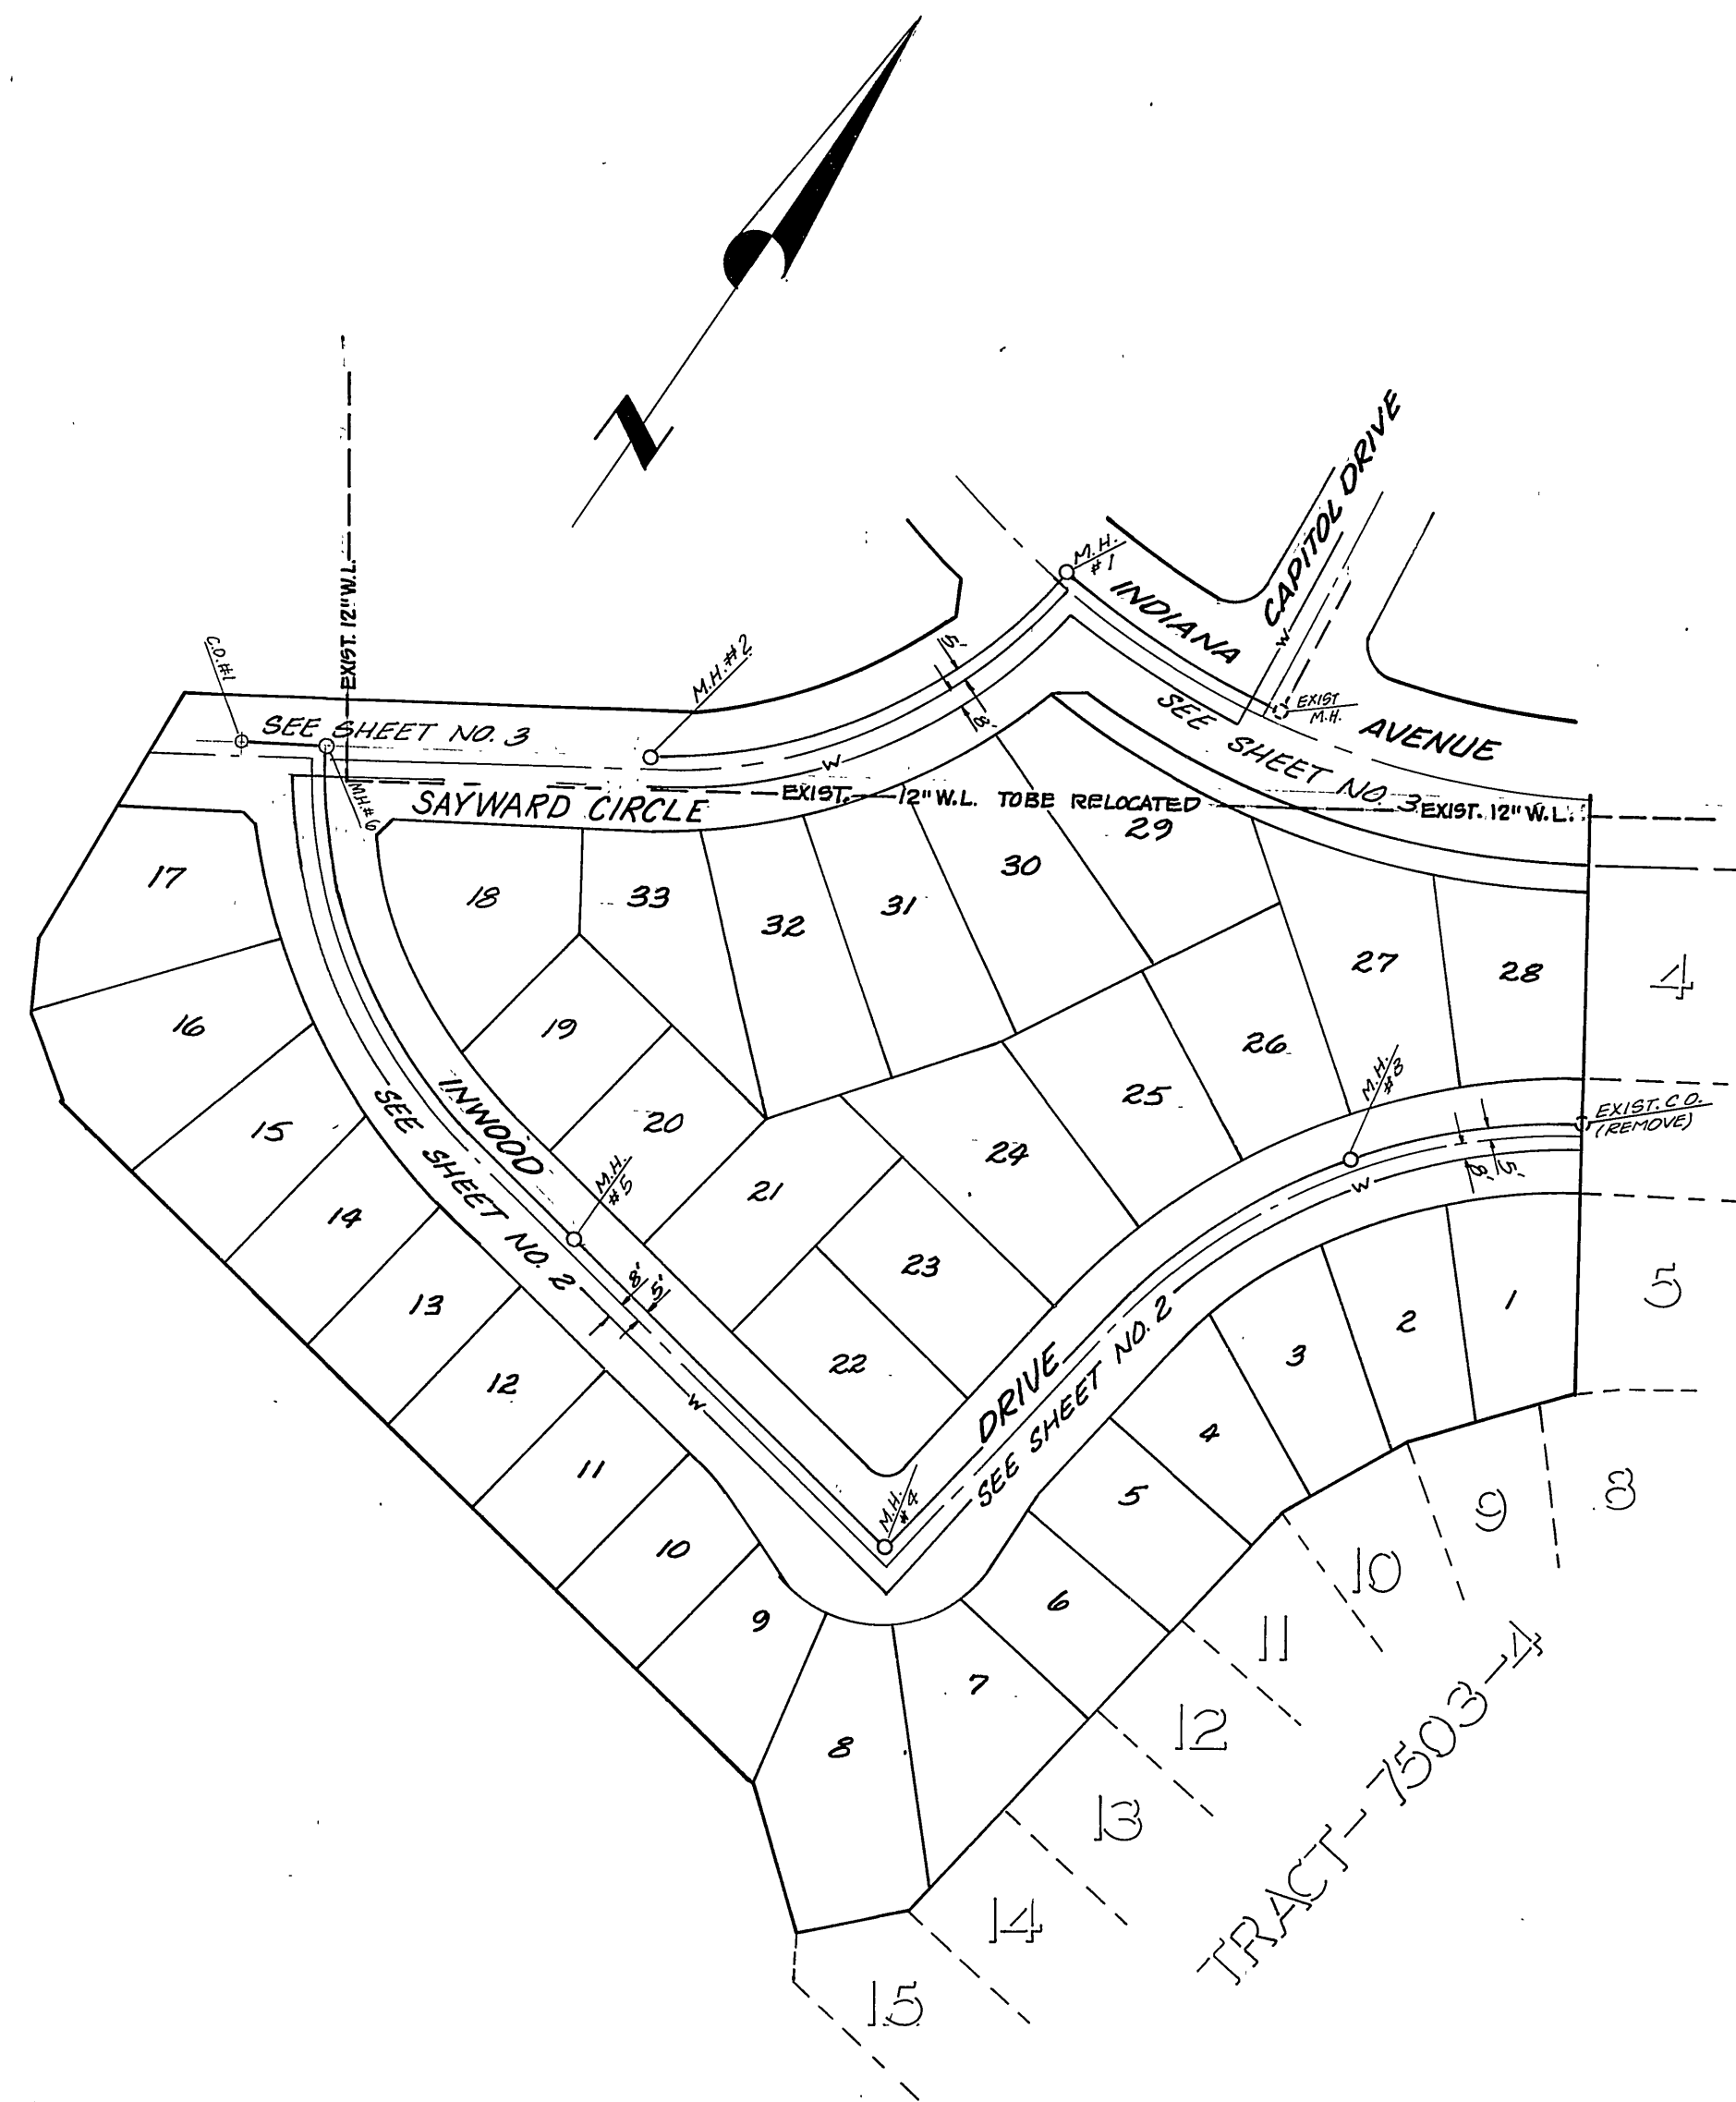 N
CAPITOL DRIVE
M.H. #1
INDIANA
AVENUE
EXIST M.H.
SEE SHEET NO. 3
EXIST. 12" W.L.
C.O. #1
M.H. #2
5'
8'
W
W
SEE SHEET NO. 3
M.H. #6
SAYWARD CIRCLE
EXIST. 12" W.L. TO BE RELOCATED
EXIST. 12" W.L.
17
18
33
32
31
30
29
27
28
4
16
19
26
M.H. #3
EXIST. C.O. (REMOVE)
15
20
25
24
INWOOD
SEE SHEET NO. 2
M.H. #5
21
W
8'
5'
14
23
5
13
8'
5'
22
DRIVE
SEE SHEET NO. 2
3
2
1
12
W
4
11
M.H. #4
5
10
9
6
10
9
8
7
11
8
12
13
14
15
TRACT-7503-4